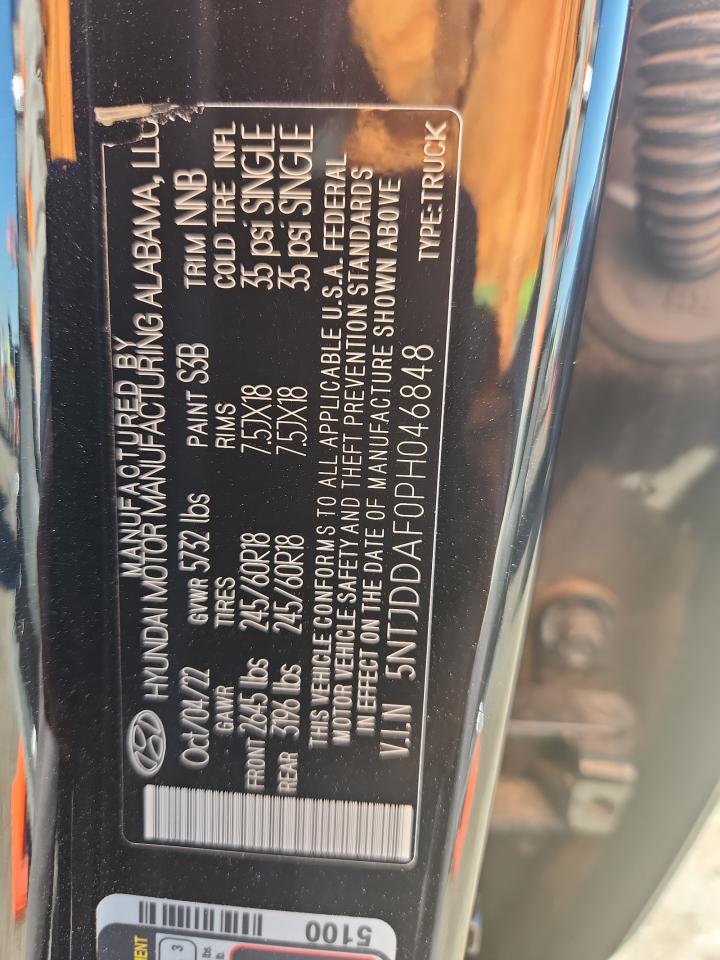 MANUFACTURED BY
HYUNDAI MOTOR MANUFACTURING ALABAMA, LLC
Oct/04/22 GVWR 5732 lbs PAINT S3B TRIM NNB
GAWR TIRES RIMS COLD TIRE INFL
FRONT 2645 lbs 245/60R18 7.5JX18 35 psi SINGLE
REAR 3196 lbs 245/60R18 7.5JX18 35 psi SINGLE
THIS VEHICLE CONFORMS TO ALL APPLICABLE U.S.A. FEDERAL
MOTOR VEHICLE SAFETY AND THEFT PREVENTION STANDARDS
IN EFFECT ON THE DATE OF MANUFACTURE SHOWN ABOVE
V.I.N 5NTJDDAF0PH046848
TYPE:TRUCK
5100
3
lbs.